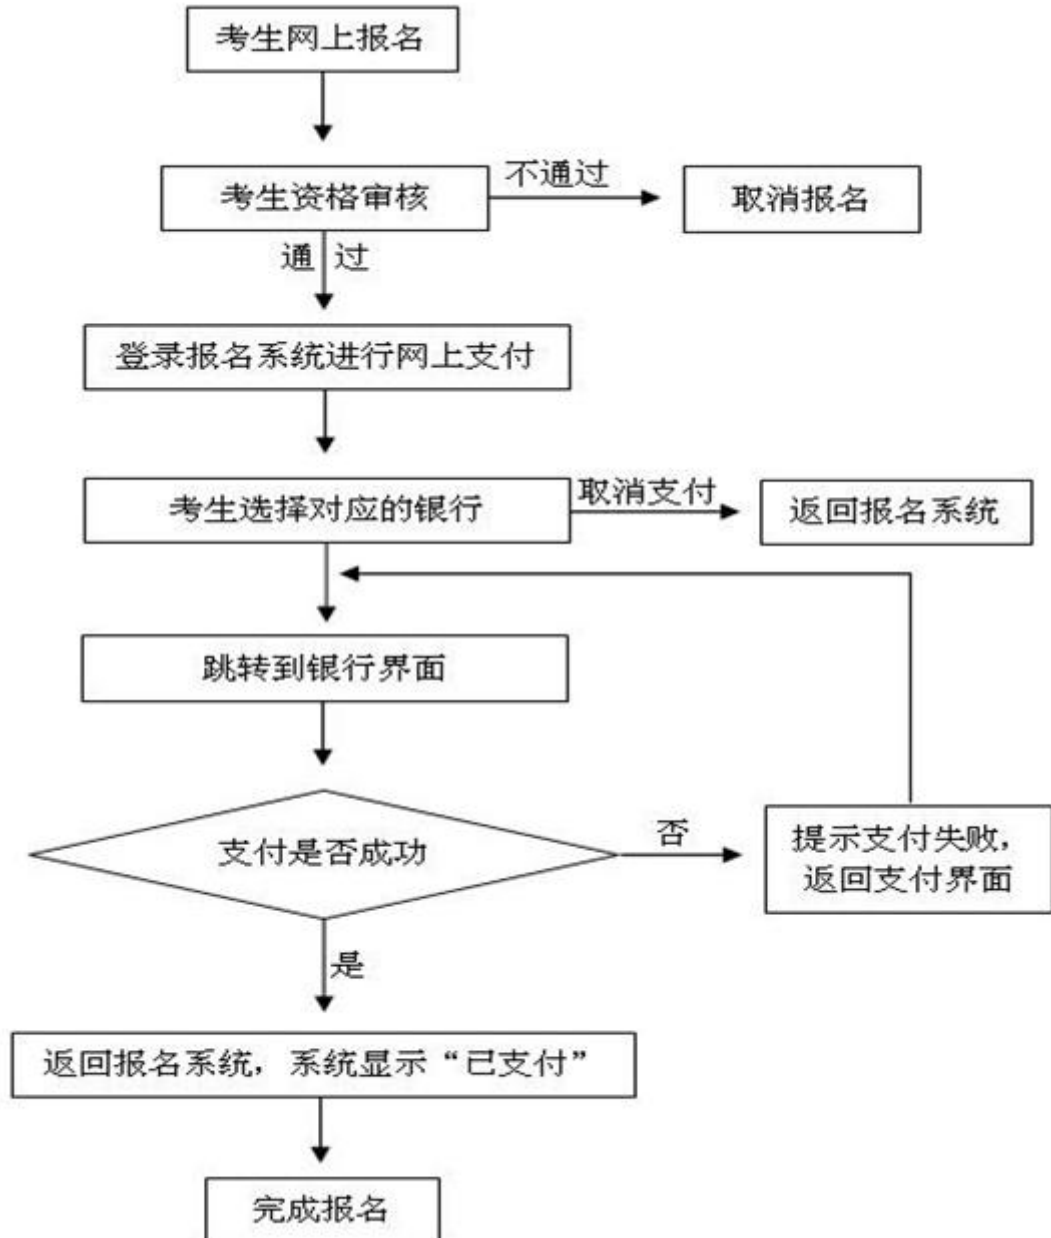 考生网上报名
考生资格审核
不通过
取消报名
通过
登录报名系统进行网上支付
考生选择对应的银行
取消支付
返回报名系统
跳转到银行界面
支付是否成功
否
提示支付失败，
返回支付界面
是
返回报名系统，系统显示“已支付”
完成报名